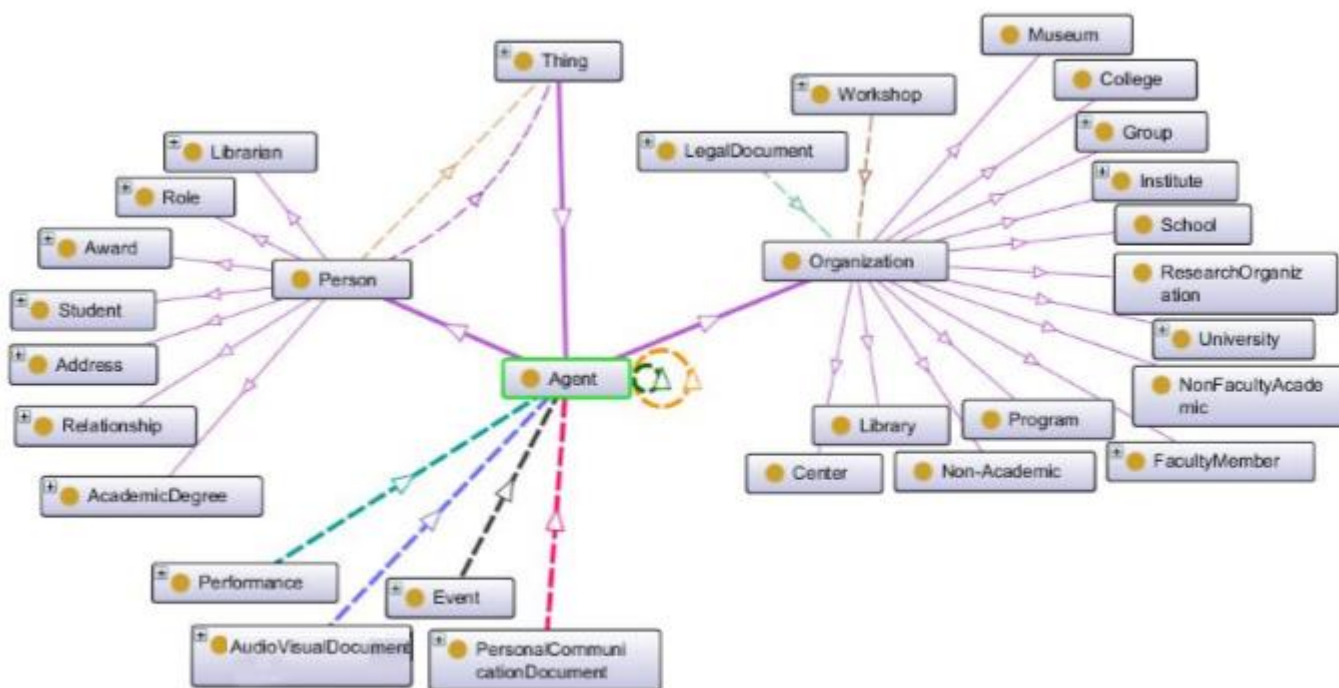 Thing
Museum
Workshop
College
LegalDocument
Group
Librarian
Institute
Role
School
Award
Person
Organization
ResearchOrganiz
ation
Student
University
Address
Agent
NonFacultyAcade
mic
Relationship
Library
Program
Center
Non-Academic
FacultyMember
AcademicDegree
Performance
Event
AudioVisualDocument
PersonalCommuni
cationDocument